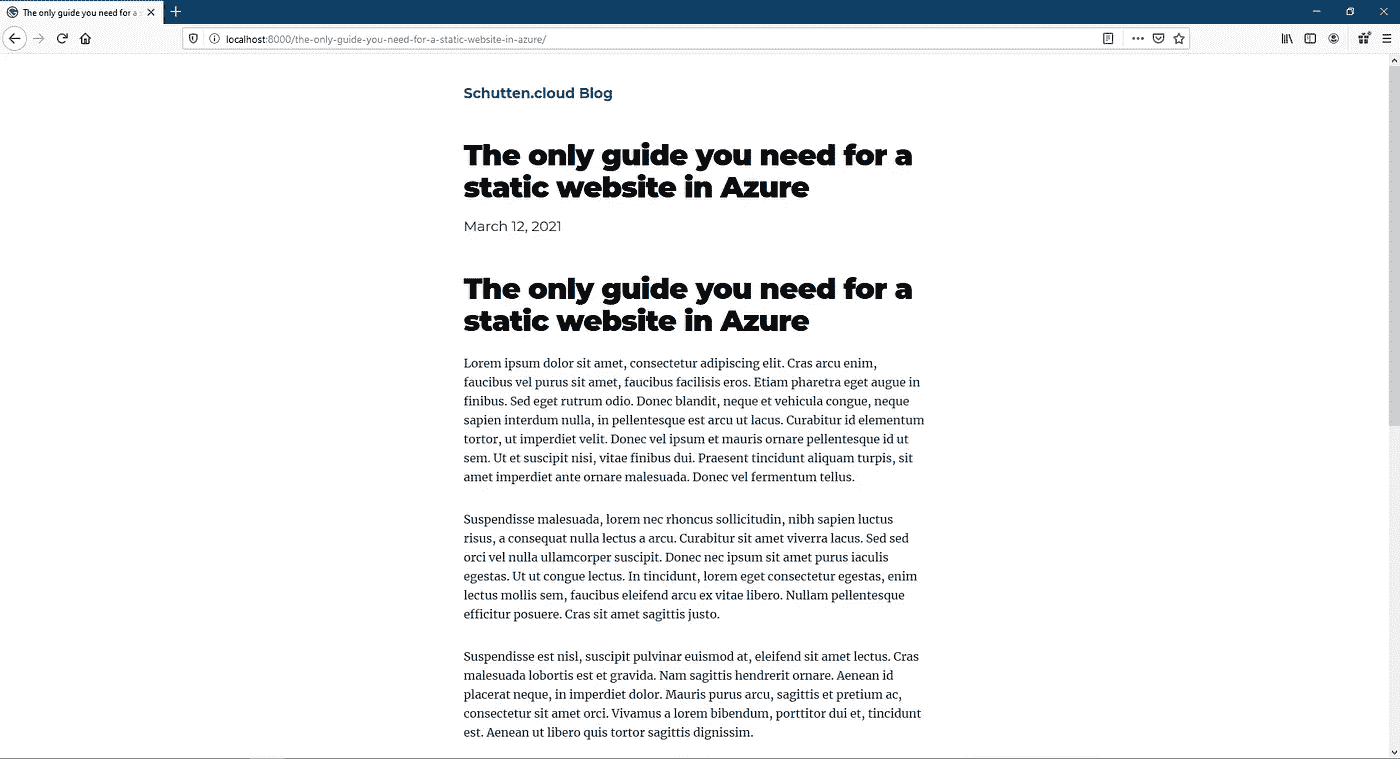 The only guide you need for a s
localhost:8000/the-only-guide-you-need-for-a-static-website-in-azure/
Schutten.cloud Blog
The only guide you need for a
static website in Azure
March 12, 2021
The only guide you need for a
static website in Azure
Lorem ipsum dolor sit amet, consectetur adipiscing elit. Cras arcu enim,
faucibus vel purus sit amet, faucibus facilisis eros. Etiam pharetra eget augue in
finibus. Sed eget rutrum odio. Donec blandit, neque et vehicula congue, neque
sapien interdum nulla, in pellentesque est arcu ut lacus. Curabitur id elementum
tortor, ut imperdiet velit. Donec vel ipsum et mauris ornare pellentesque id ut
sem. Ut et suscipit nisi, vitae finibus dui. Praesent tincidunt aliquam turpis, sit
amet imperdiet ante ornare malesuada. Donec vel fermentum tellus.
Suspendisse malesuada, lorem nec rhoncus sollicitudin, nibh sapien luctus
risus, a consequat nulla lectus a arcu. Curabitur sit amet viverra lacus. Sed sed
orci vel nulla ullamcorper suscipit. Donec nec ipsum sit amet purus iaculis
egestas. Ut ut congue lectus. In tincidunt, lorem eget consectetur egestas, enim
lectus mollis sem, faucibus eleifend arcu ex vitae libero. Nullam pellentesque
efficitur posuere. Cras sit amet sagittis justo.
Suspendisse est nisl, suscipit pulvinar euismod at, eleifend sit amet lectus. Cras
malesuada lobortis est et gravida. Nam sagittis hendrerit ornare. Aenean id
placerat neque, in imperdiet dolor. Mauris purus arcu, sagittis et pretium ac,
consectetur sit amet orci. Vivamus a lorem bibendum, porttitor dui et, tincidunt
est. Aenean ut libero quis tortor sagittis dignissim.